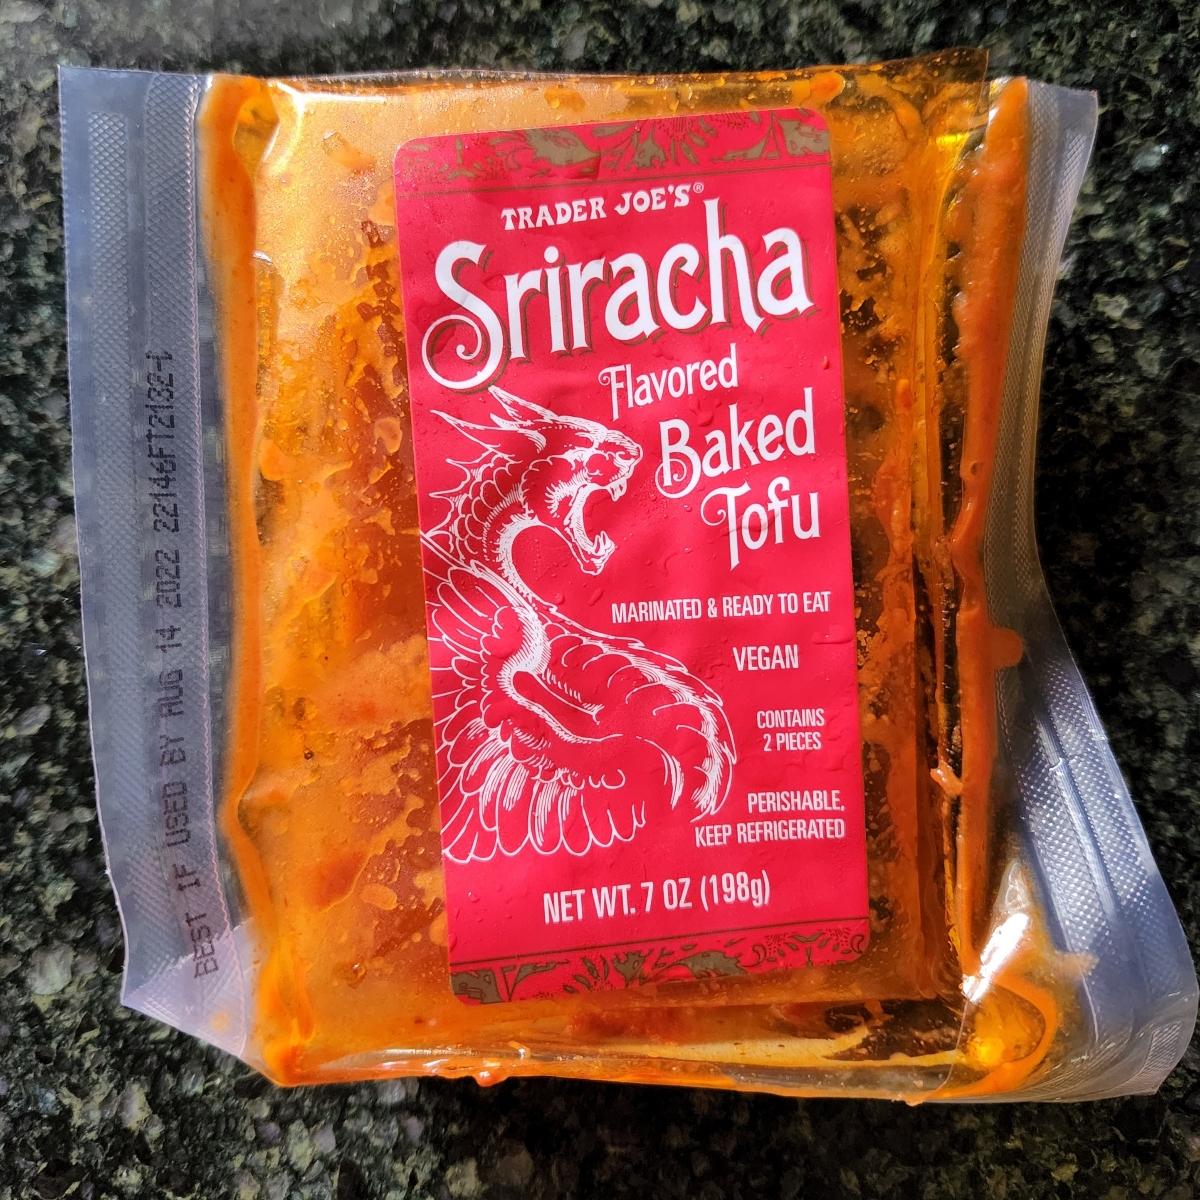 TRADER JOE'S®
Sriracha
Flavored
Baked
Tofu
MARINATED & READY TO EAT
VEGAN
CONTAINS
2 PIECES
PERISHABLE,
KEEP REFRIGERATED
NET WT. 7 OZ (198g)
BEST IF USED BY AUG 14 2022 22146FT2132-1